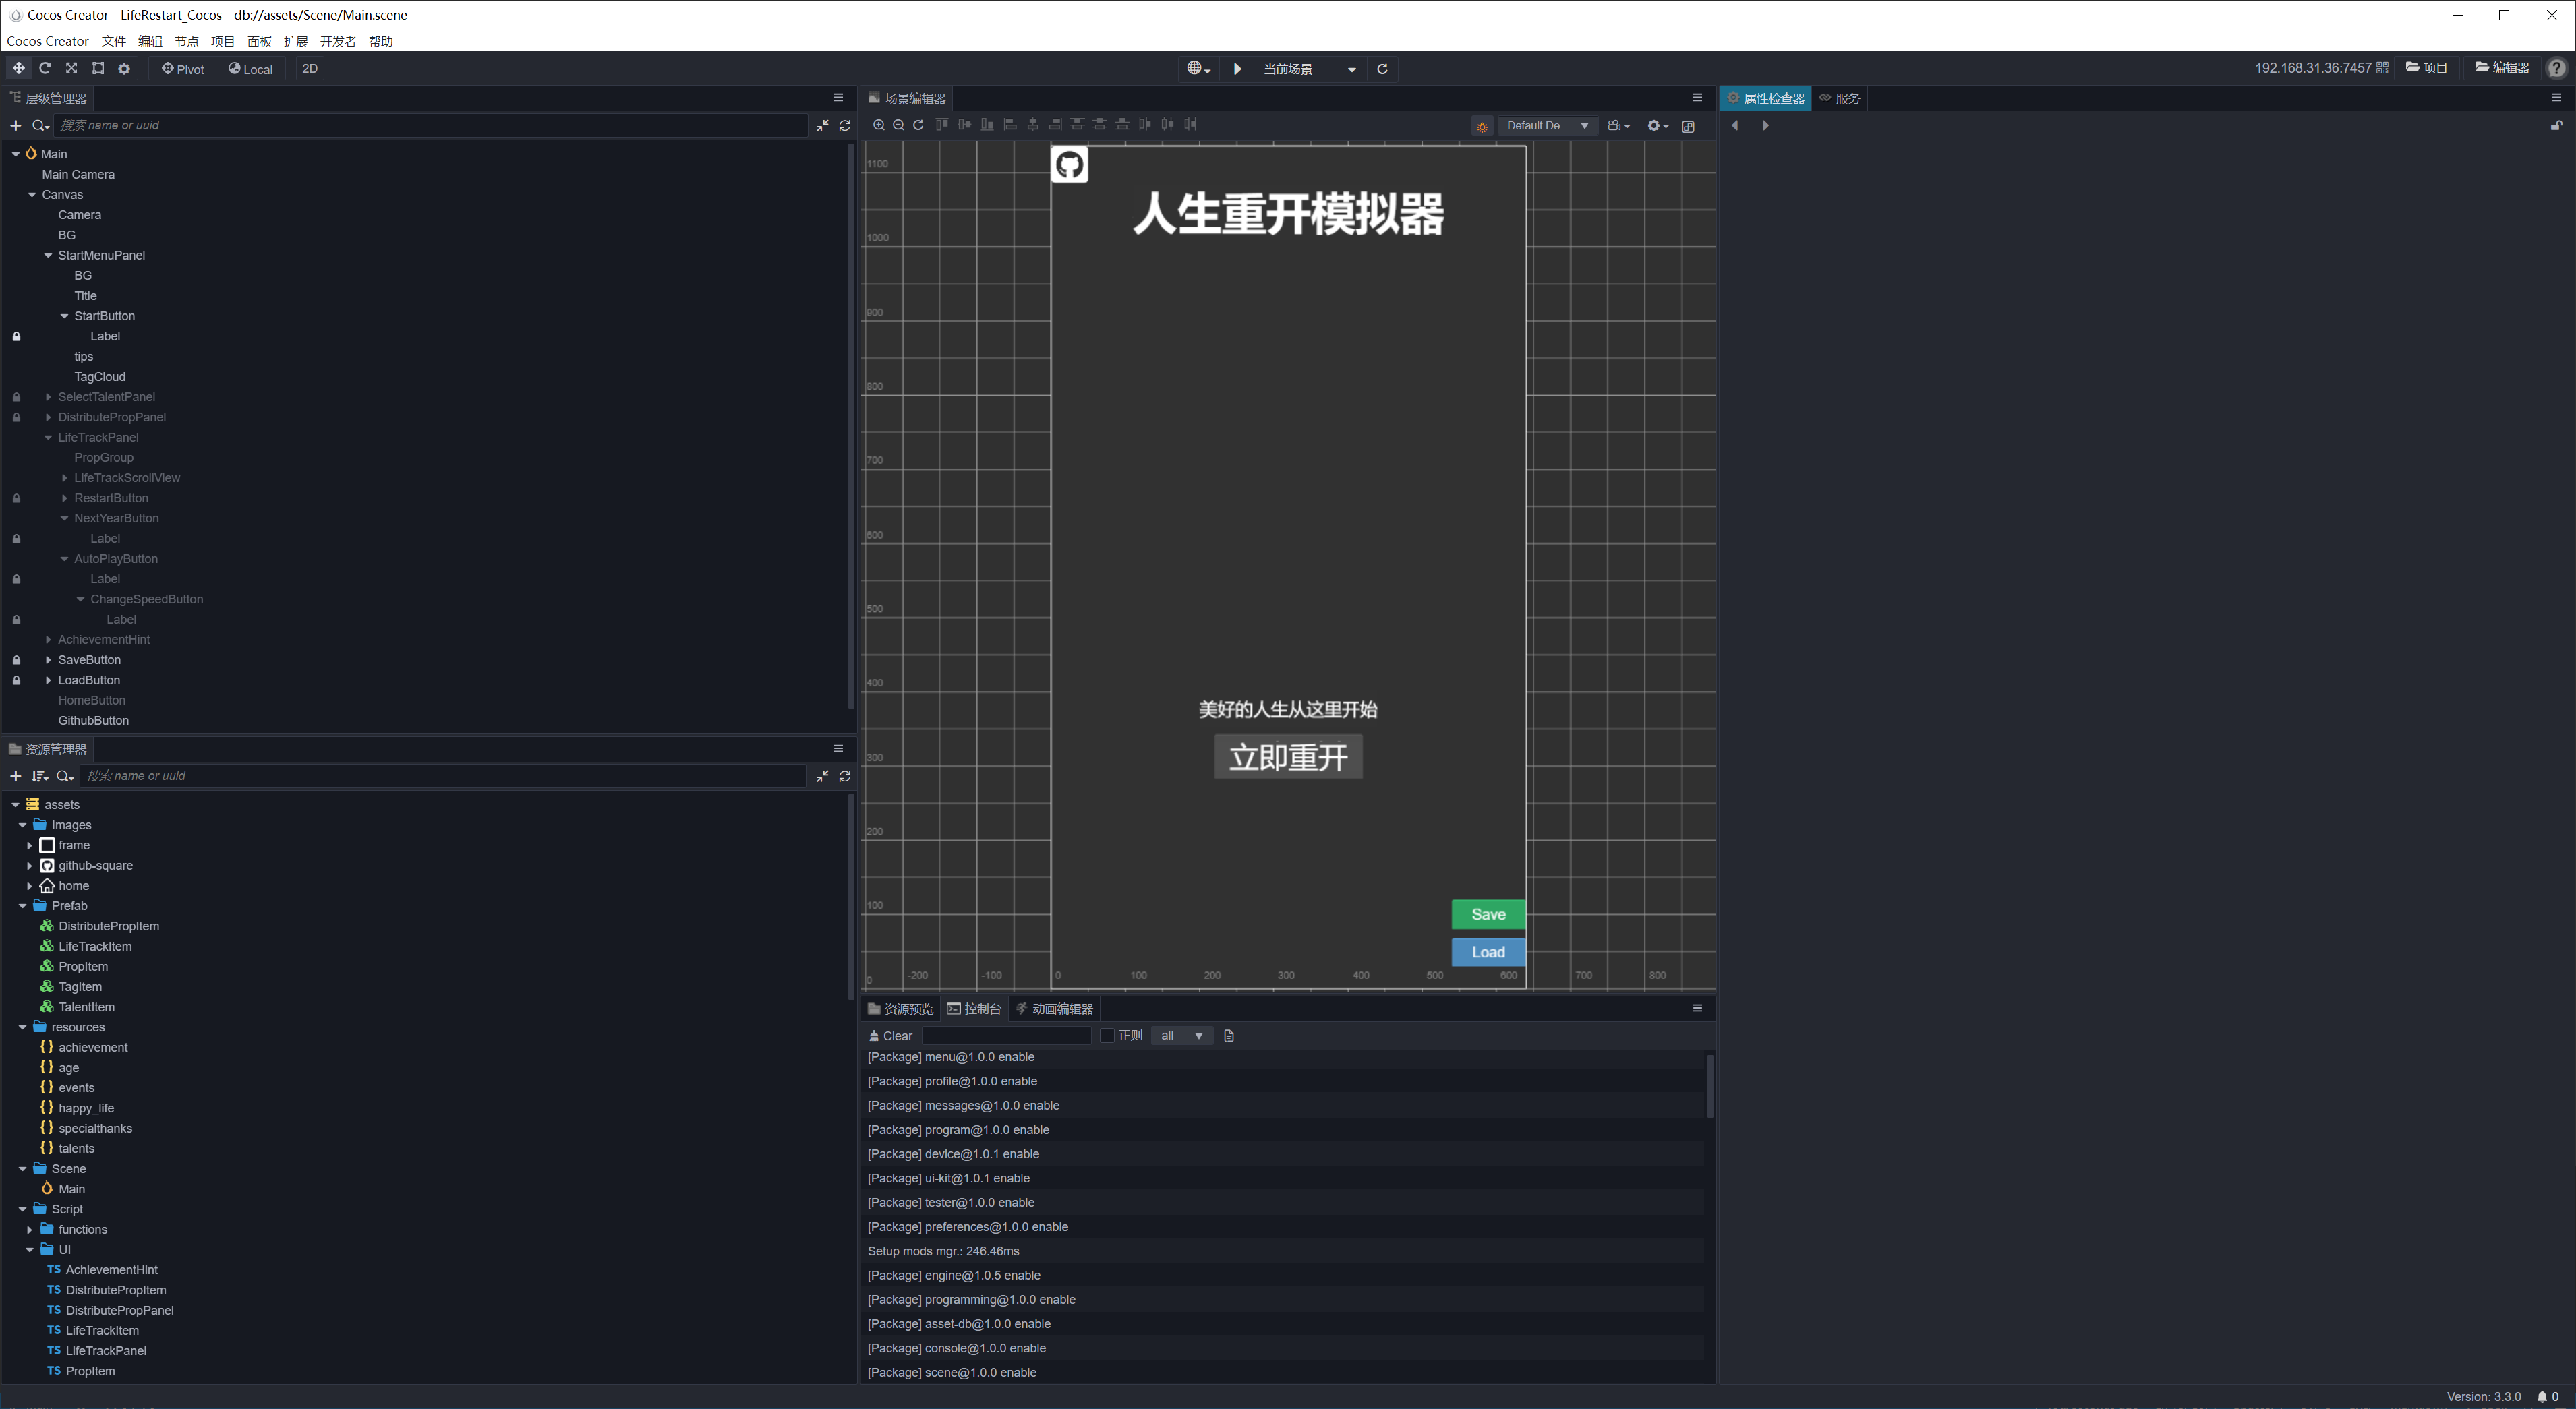 Cocos Creator - LifeRestart_Cocos - db://assets/Scene/Main.scene
Cocos Creator 文件 编辑 节点 项目 面板 扩展 开发者 帮助
Pivot Local 2D
当前场景
192.168.31.36:7457 项目 编辑器
层级管理器
搜索 name or uuid
Main
Main Camera
Canvas
Camera
BG
StartMenuPanel
BG
Title
StartButton
Label
tips
TagCloud
SelectTalentPanel
DistributePropPanel
LifeTrackPanel
PropGroup
LifeTrackScrollView
RestartButton
NextYearButton
Label
AutoPlayButton
Label
ChangeSpeedButton
Label
AchievementHint
SaveButton
LoadButton
HomeButton
GithubButton
资源管理器
搜索 name or uuid
assets
Images
frame
github-square
home
Prefab
DistributePropItem
LifeTrackItem
PropItem
TagItem
TalentItem
resources
achievement
age
events
happy_life
specialthanks
talents
Scene
Main
Script
functions
UI
TS AchievementHint
TS DistributePropItem
TS DistributePropPanel
TS LifeTrackItem
TS LifeTrackPanel
TS PropItem
场景编辑器
Default De...
1100
人生重开模拟器
1000
900
800
700
600
500
400
美好的人生从这里开始
立即重开
300
200
100
Save
Load
0 -200 -100 0 100 200 300 400 500 600 700 800
资源预览 控制台 动画编辑器
Clear 正则 all
[Package] menu@1.0.0 enable
[Package] profile@1.0.0 enable
[Package] messages@1.0.0 enable
[Package] program@1.0.0 enable
[Package] device@1.0.1 enable
[Package] ui-kit@1.0.1 enable
[Package] tester@1.0.0 enable
[Package] preferences@1.0.0 enable
Setup mods mgr.: 246.46ms
[Package] engine@1.0.5 enable
[Package] programming@1.0.0 enable
[Package] asset-db@1.0.0 enable
[Package] console@1.0.0 enable
[Package] scene@1.0.0 enable
属性检查器 服务
Version: 3.3.0 0